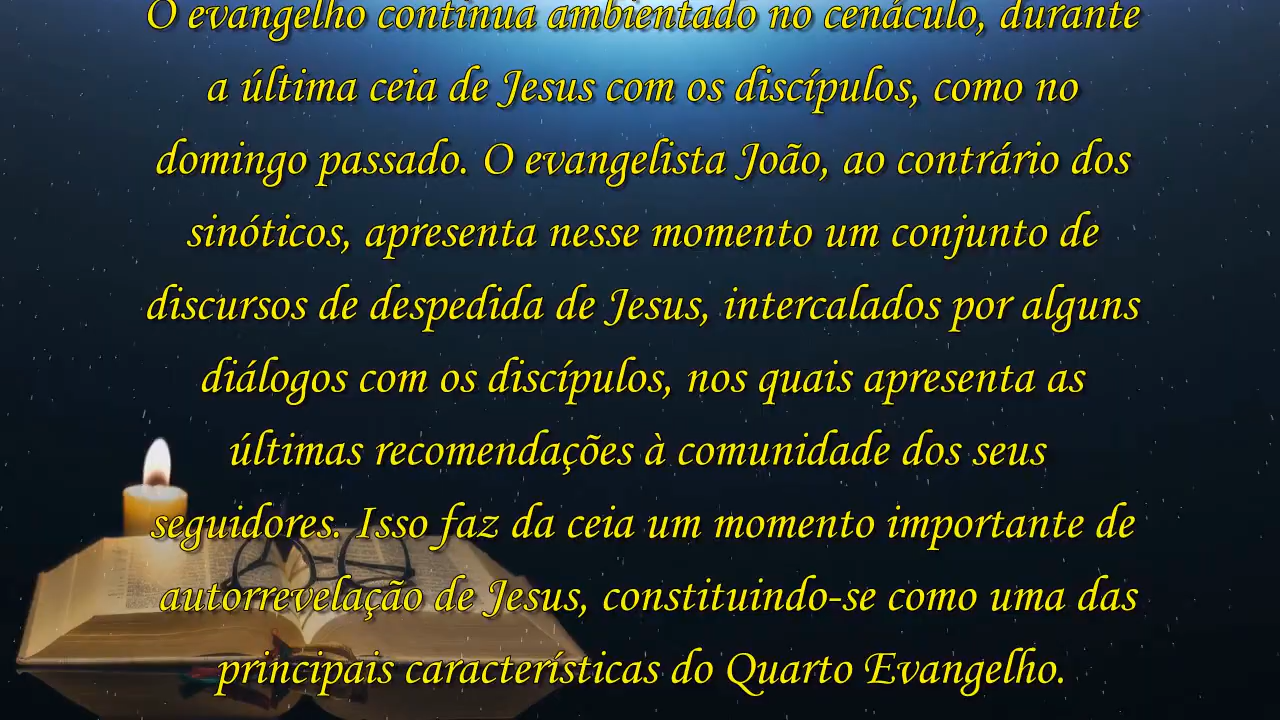 O evangelho continua ambientado no cenáculo, durante
a última ceia de Jesus com os discípulos, como no
domingo passado. O evangelista João, ao contrário dos
sinóticos, apresenta nesse momento um conjunto de
discursos de despedida de Jesus, intercalados por alguns
diálogos com os discípulos, nos quais apresenta as
últimas recomendações à comunidade dos seus
seguidores. Isso faz da ceia um momento importante de
autorrevelação de Jesus, constituindo-se como uma das
principais características do Quarto Evangelho.